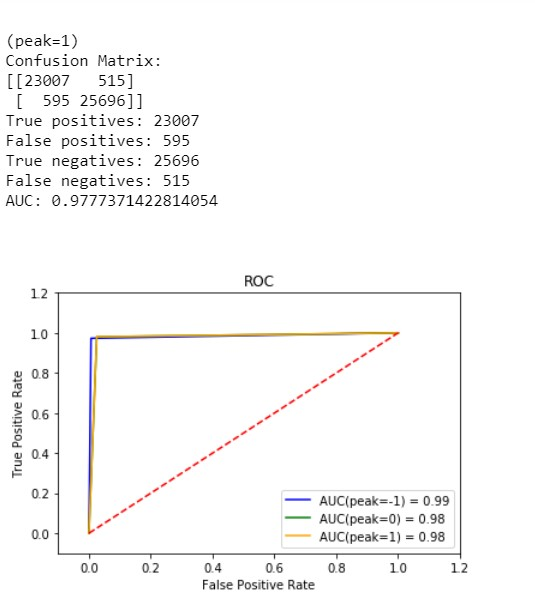 (peak=1)
Confusion Matrix:
[[23007   515]
 [  595 25696]]
True positives: 23007
False positives: 595
True negatives: 25696
False negatives: 515
AUC: 0.9777371422814054
ROC
1.2
1.0
0.8
0.6
0.4
0.2
0.0
True Positive Rate
AUC(peak=-1) = 0.99
AUC(peak=0) = 0.98
AUC(peak=1) = 0.98
0.0 0.2 0.4 0.6 0.8 1.0 1.2
False Positive Rate